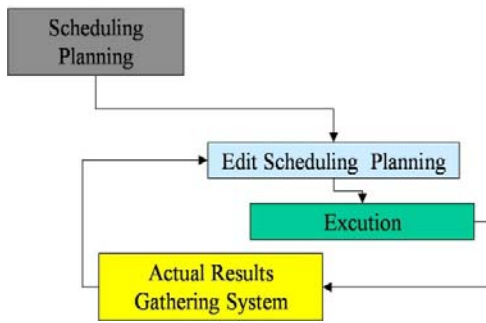 Scheduling
Planning
Edit Scheduling Planning
Excution
Actual Results
Gathering System